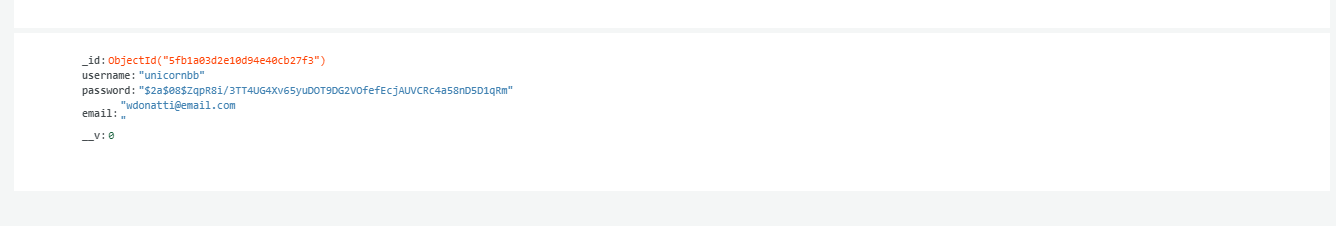 _id: ObjectId("5fb1a03d2e10d94e40cb27f3")
username: "unicornbb"
password: "$2a$08$ZqpR8i/3TT4UG4Xv65yuDOT9DG2VOfefEcjAUVCRc4a58nD5D1qRm"
email: "wdonatti@email.com
"
__v: 0